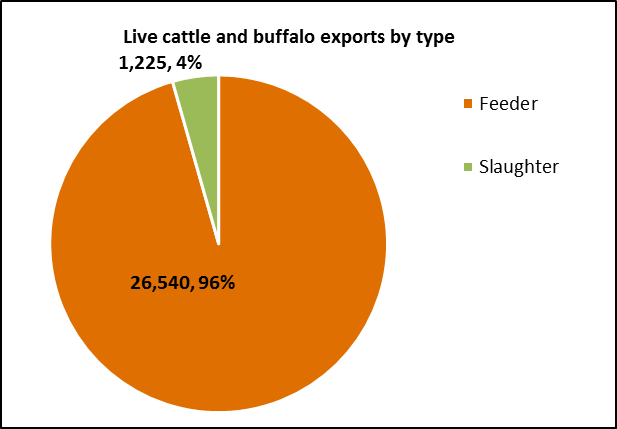 Live cattle and buffalo exports by type
1,225, 4%
Feeder
Slaughter
26,540, 96%